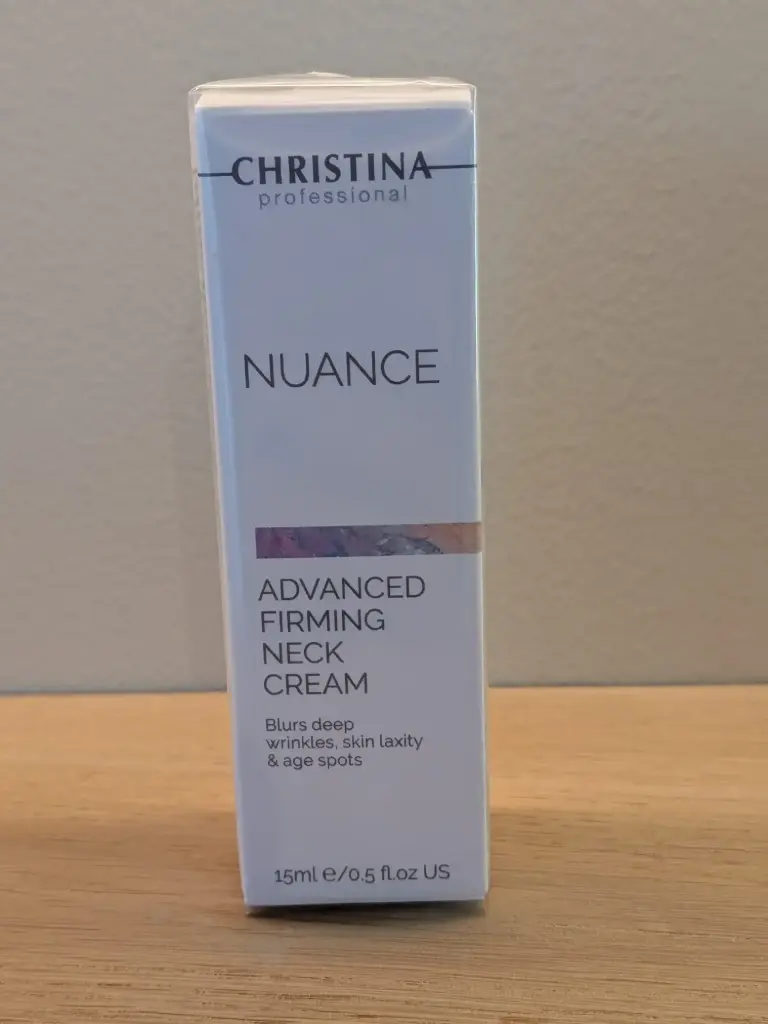 CHRISTINA
professional
NUANCE
ADVANCED
FIRMING
NECK
CREAM
Blurs deep
wrinkles, skin laxity
& age spots
15ml ℮/0.5 fl.oz US